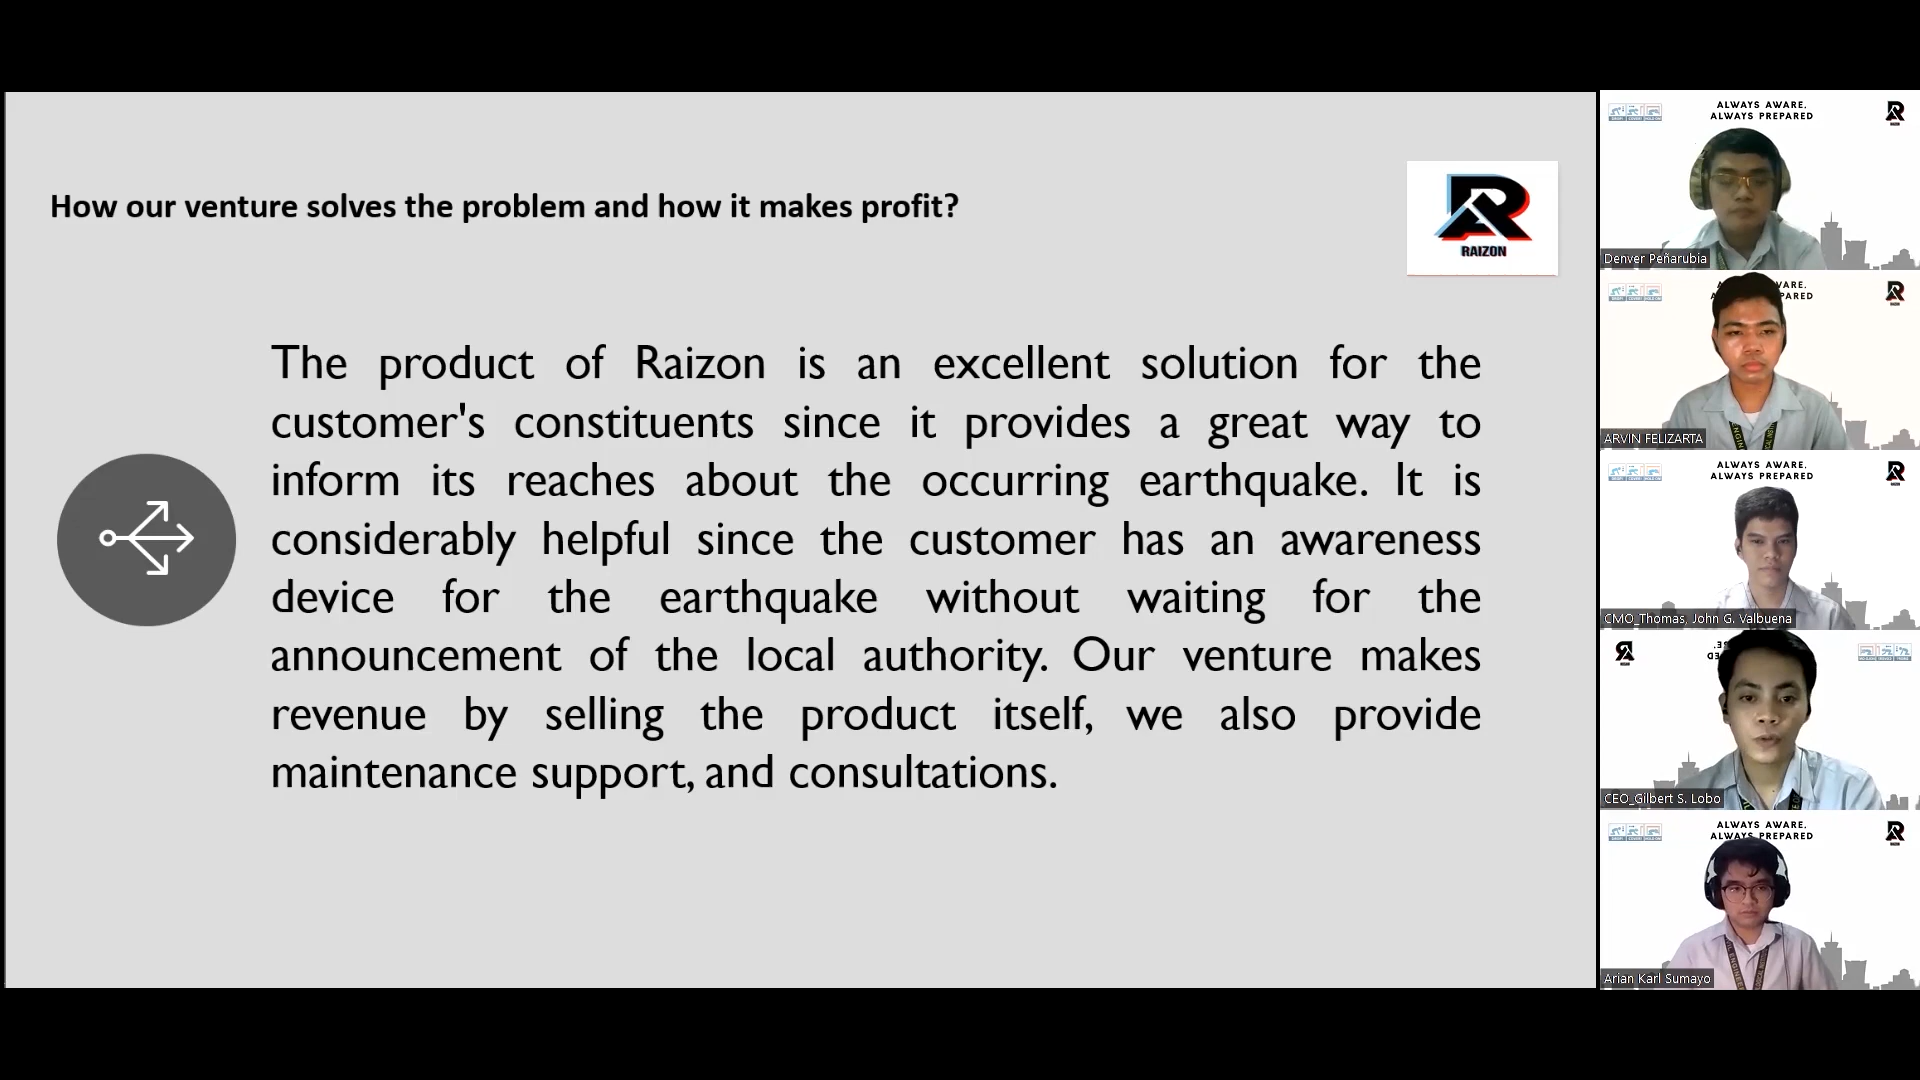 How our venture solves the problem and how it makes profit?
RAIZON
The product of Raizon is an excellent solution for the
customer's constituents since it provides a great way to
inform its reaches about the occurring earthquake. It is
considerably helpful since the customer has an awareness
device for the earthquake without waiting for the
announcement of the local authority. Our venture makes
revenue by selling the product itself, we also provide
maintenance support, and consultations.
ALWAYS AWARE,
ALWAYS PREPARED
Denver Peñarubia
ARVIN FELIZARTA
ALWAYS AWARE,
ALWAYS PREPARED
CMO_Thomas, John G. Valbuena
CEO_Gilbert S. Lobo
ALWAYS AWARE,
ALWAYS PREPARED
Arian Karl Sumayo